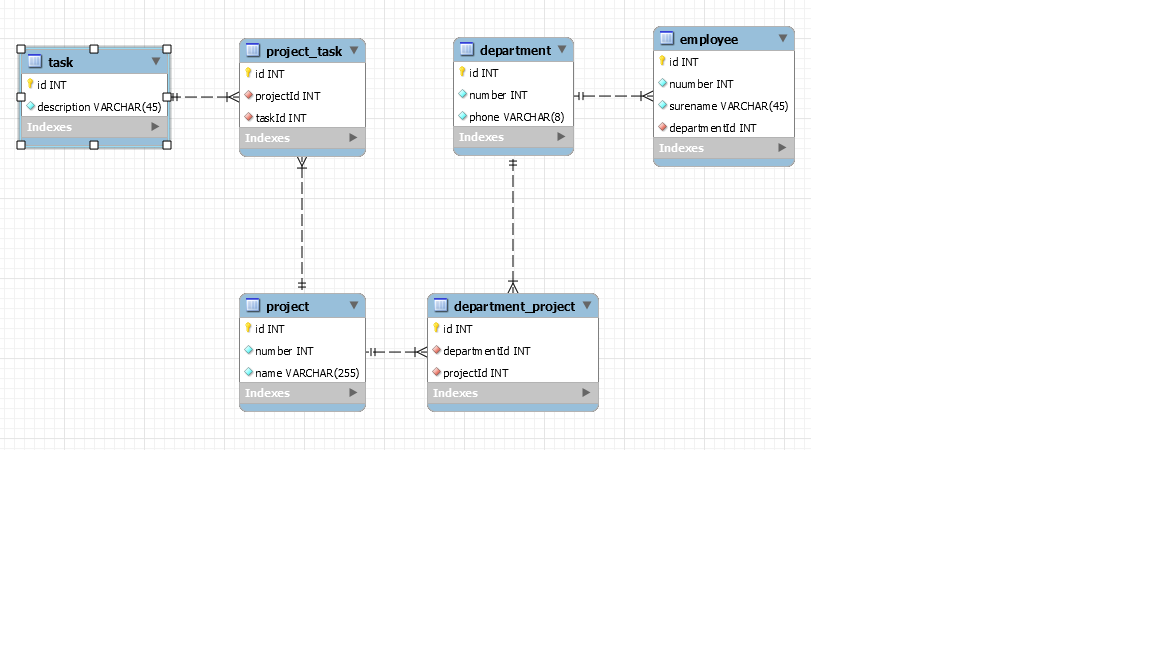 task
id INT
description VARCHAR(45)
Indexes
project_task
id INT
projectId INT
taskId INT
Indexes
department
id INT
number INT
phone VARCHAR(8)
Indexes
employee
id INT
nuumber INT
surename VARCHAR(45)
departmentId INT
Indexes
project
id INT
number INT
name VARCHAR(255)
Indexes
department_project
id INT
departmentId INT
projectId INT
Indexes